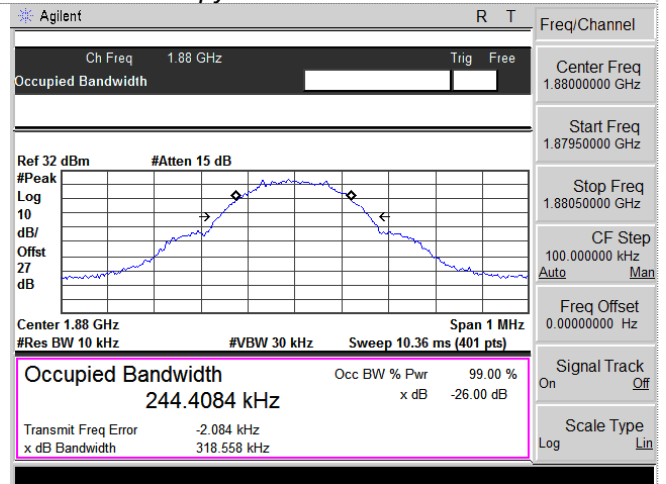 Agilent R T
Freq/Channel
Ch Freq 1.88 GHz Trig Free
Occupied Bandwidth
Center Freq
1.88000000 GHz
Start Freq
1.87950000 GHz
Stop Freq
1.88050000 GHz
CF Step
100.000000 kHz
Auto Man
Freq Offset
0.00000000 Hz
Signal Track
On Off
Scale Type
Log Lin
Ref 32 dBm #Atten 15 dB
#Peak
Log
10
dB/
Offst
27
dB
Center 1.88 GHz Span 1 MHz
#Res BW 10 kHz #VBW 30 kHz Sweep 10.36 ms (401 pts)
Occupied Bandwidth Occ BW % Pwr 99.00 %
244.4084 kHz x dB -26.00 dB
Transmit Freq Error -2.084 kHz
x dB Bandwidth 318.558 kHz